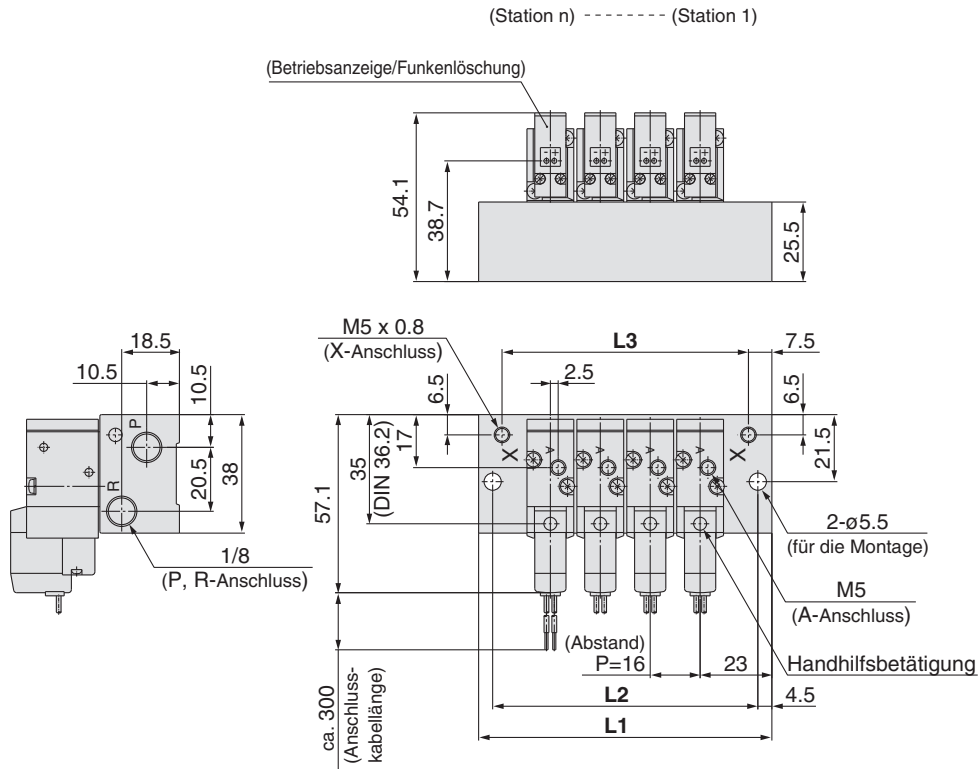 (Station n) -------- (Station 1)
(Betriebsanzeige/Funkenlöschung)
- +
- +
- +
- +
54.1
38.7
25.5
M5 x 0.8
(X-Anschluss)
L3
7.5
2.5
6.5
6.5
18.5
10.5
10.5
P
R
20.5
38
1/8
(P, R-Anschluss)
57.1
35
(DIN 36.2)
17
X
A
A
A
A
X
21.5
2-ø5.5
(für die Montage)
M5
(A-Anschluss)
Handhilfsbetätigung
(Abstand)
P=16
23
ca. 300
(Anschluss-
kabellänge)
L2
4.5
L1